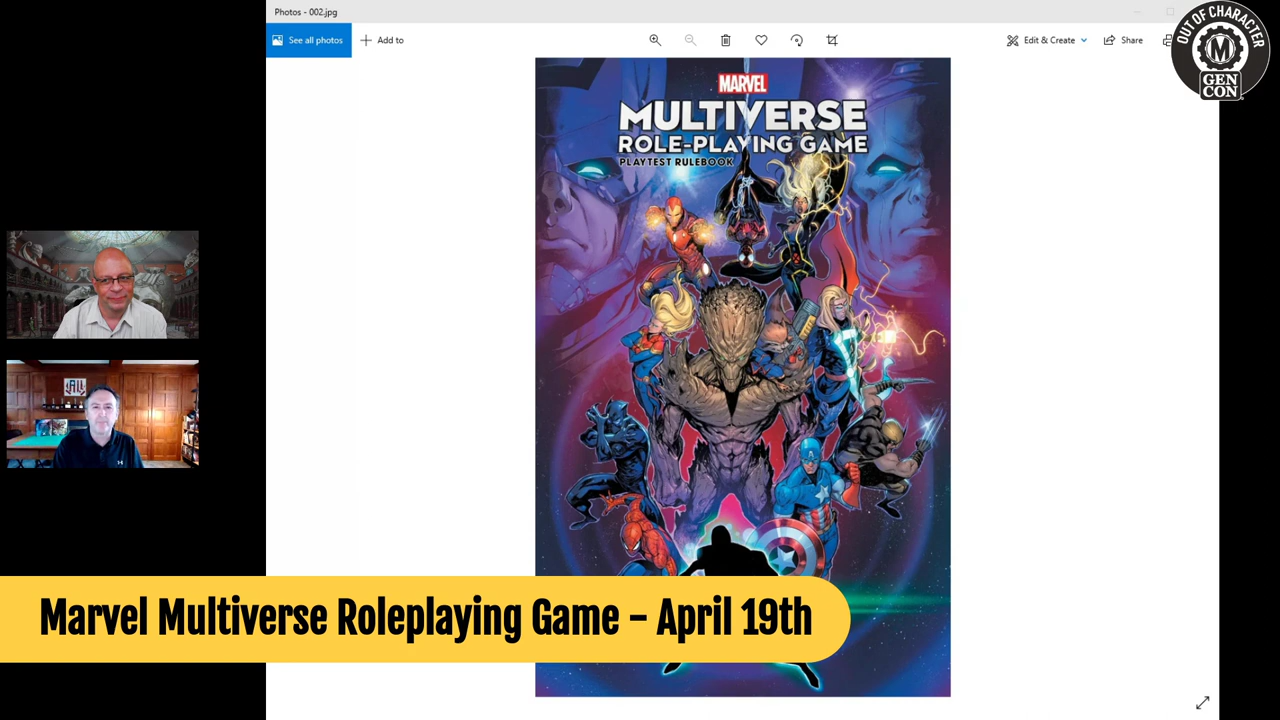 Photos - 002.jpg
See all photos
Add to
Edit & Create
Share
OUT OF CHARACTER
M
GEN
CON
MARVEL
MULTIVERSE
ROLE-PLAYING GAME
PLAYTEST RULEBOOK
ALL
Marvel Multiverse Roleplaying Game - April 19th